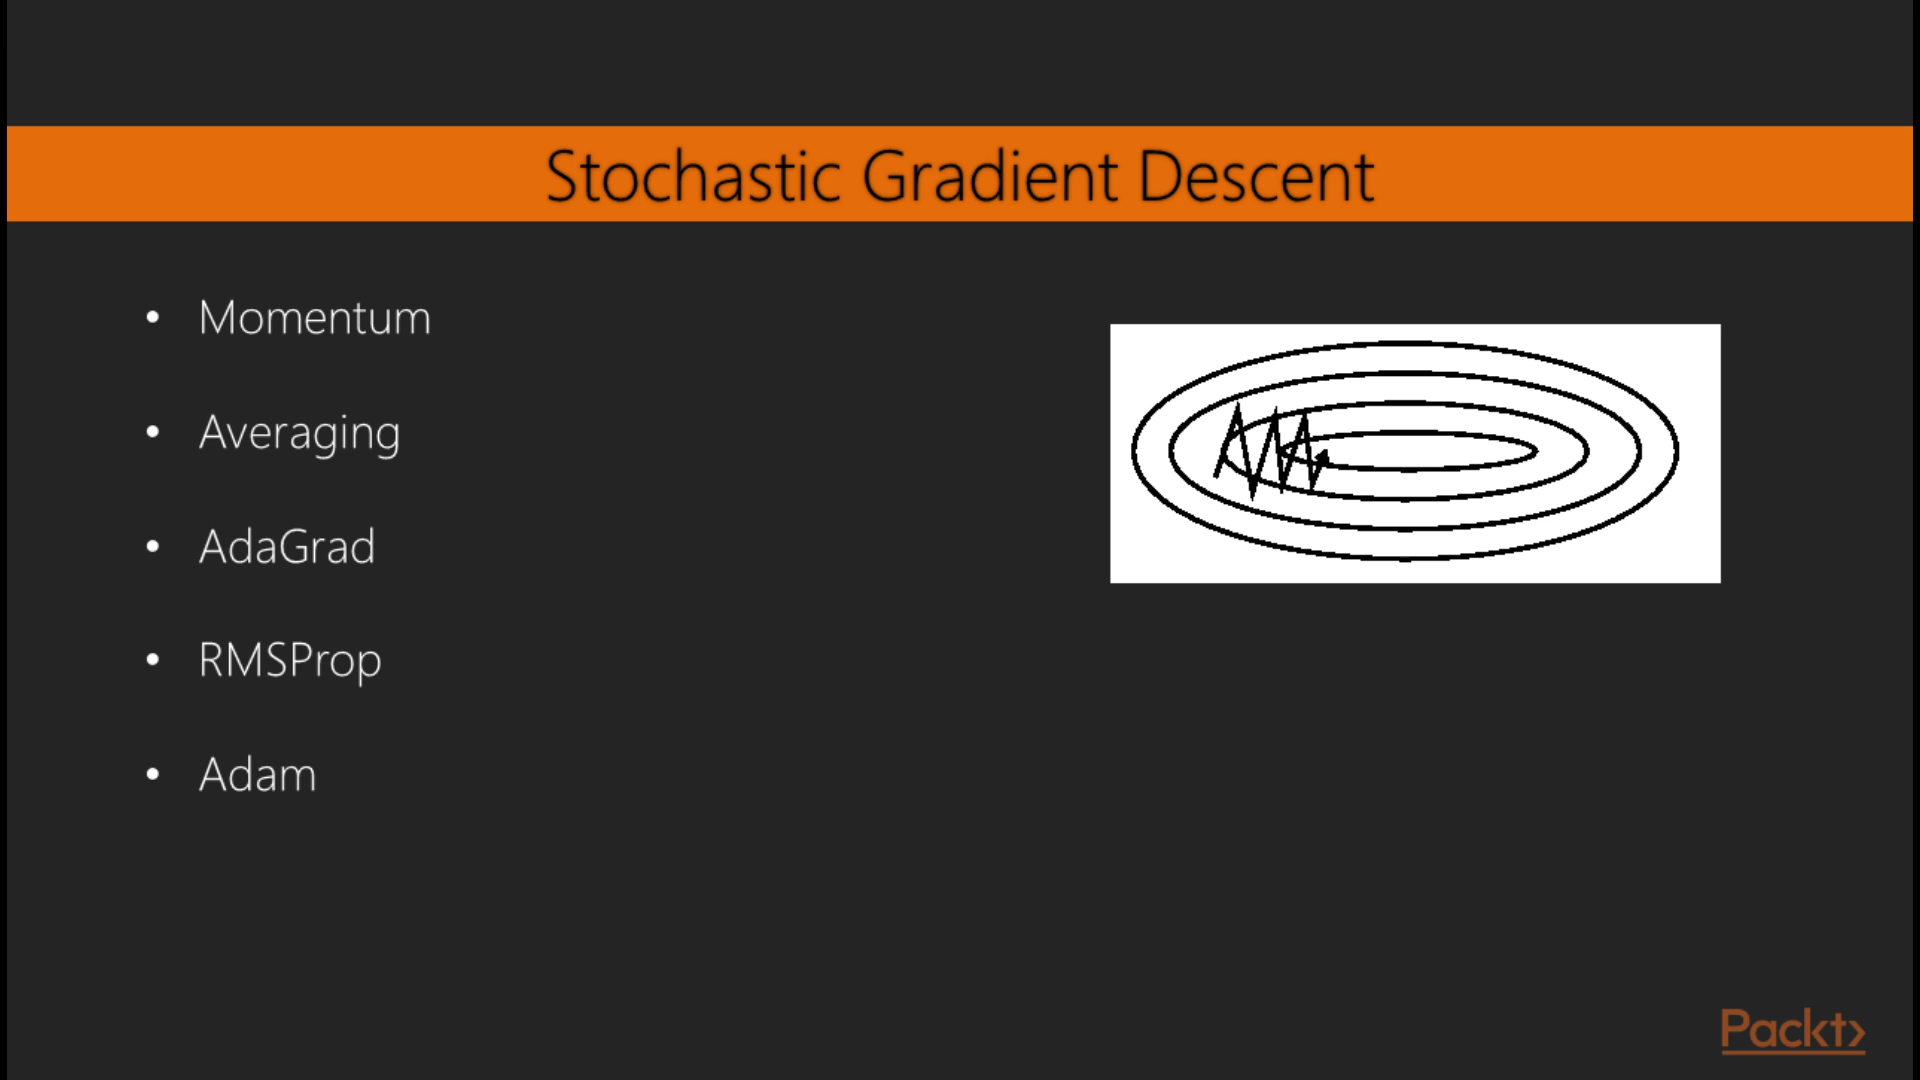 Stochastic Gradient Descent
• Momentum
• Averaging
• AdaGrad
• RMSProp
• Adam
Packt>